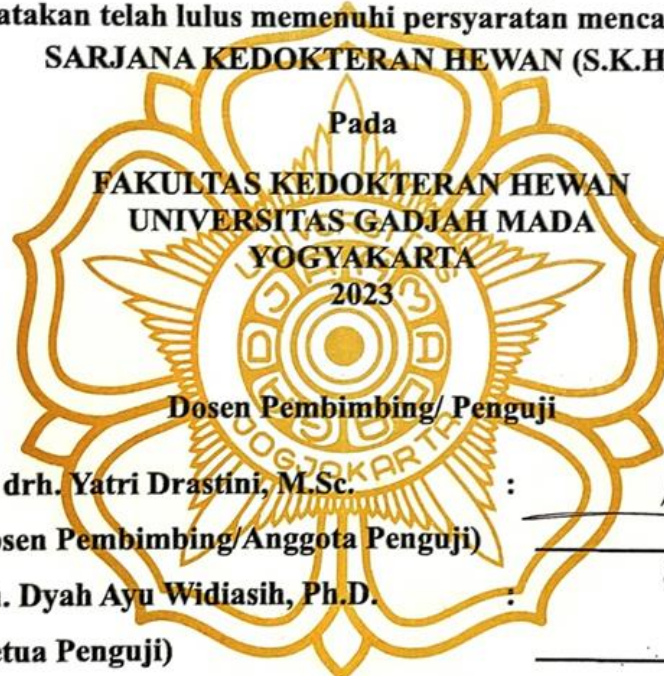 atakan telah lulus memenuhi persyaratan menca
SARJANA KEDOKTERAN HEWAN (S.K.H
Pada
FAKULTAS KEDOKTERAN HEWAN
UNIVERSITAS GADJAH MADA
YOGYAKARTA
2023
Dosen Pembimbing/ Penguji
drh. Yatri Drastini, M.Sc. :
osen Pembimbing/Anggota Penguji)
. Dyah Ayu Widiasih, Ph.D. :
etua Penguji)